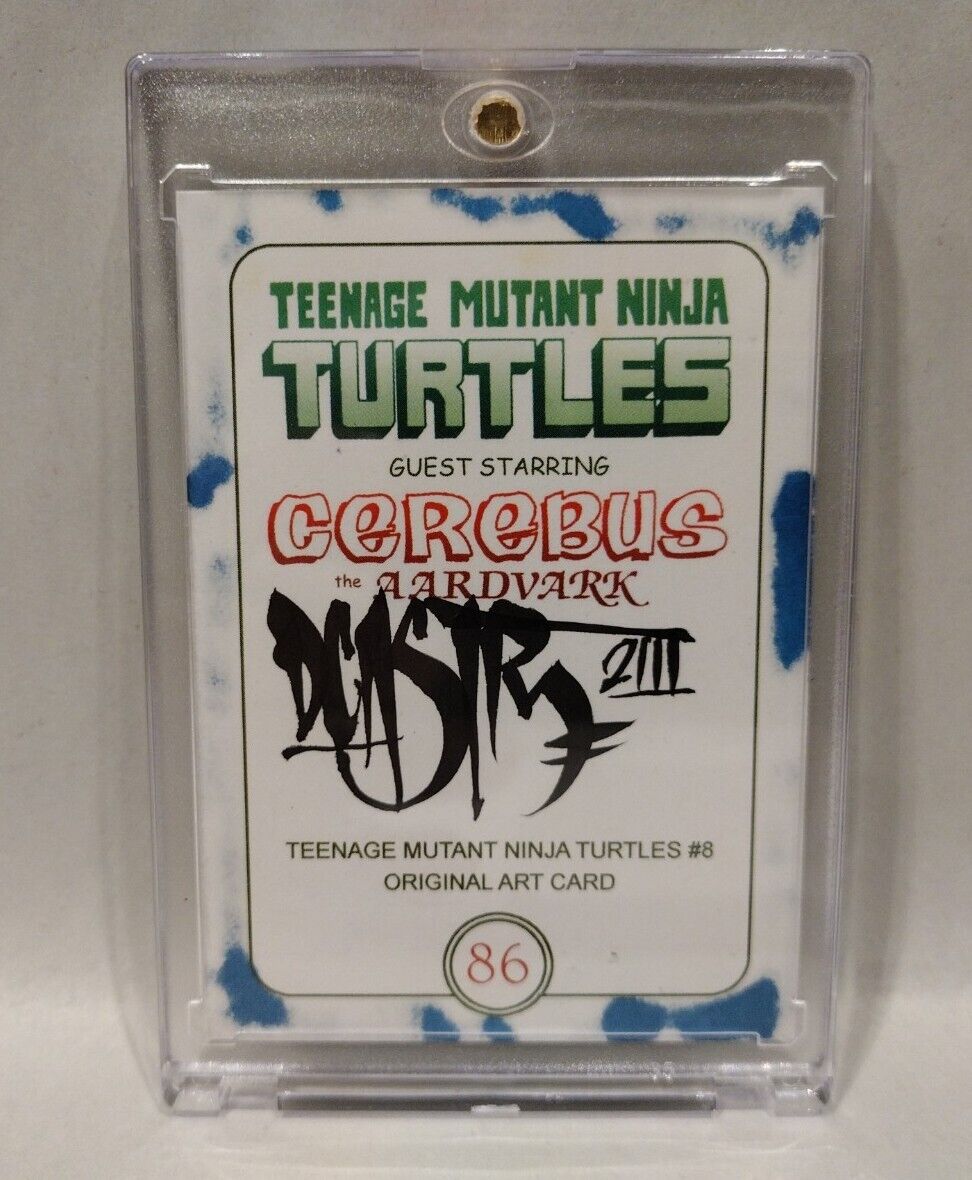 TEENAGE MUTANT NINJA
TURTLES
GUEST STARRING
CEREBUS
the AARDVARK
TEENAGE MUTANT NINJA TURTLES #8
ORIGINAL ART CARD
86